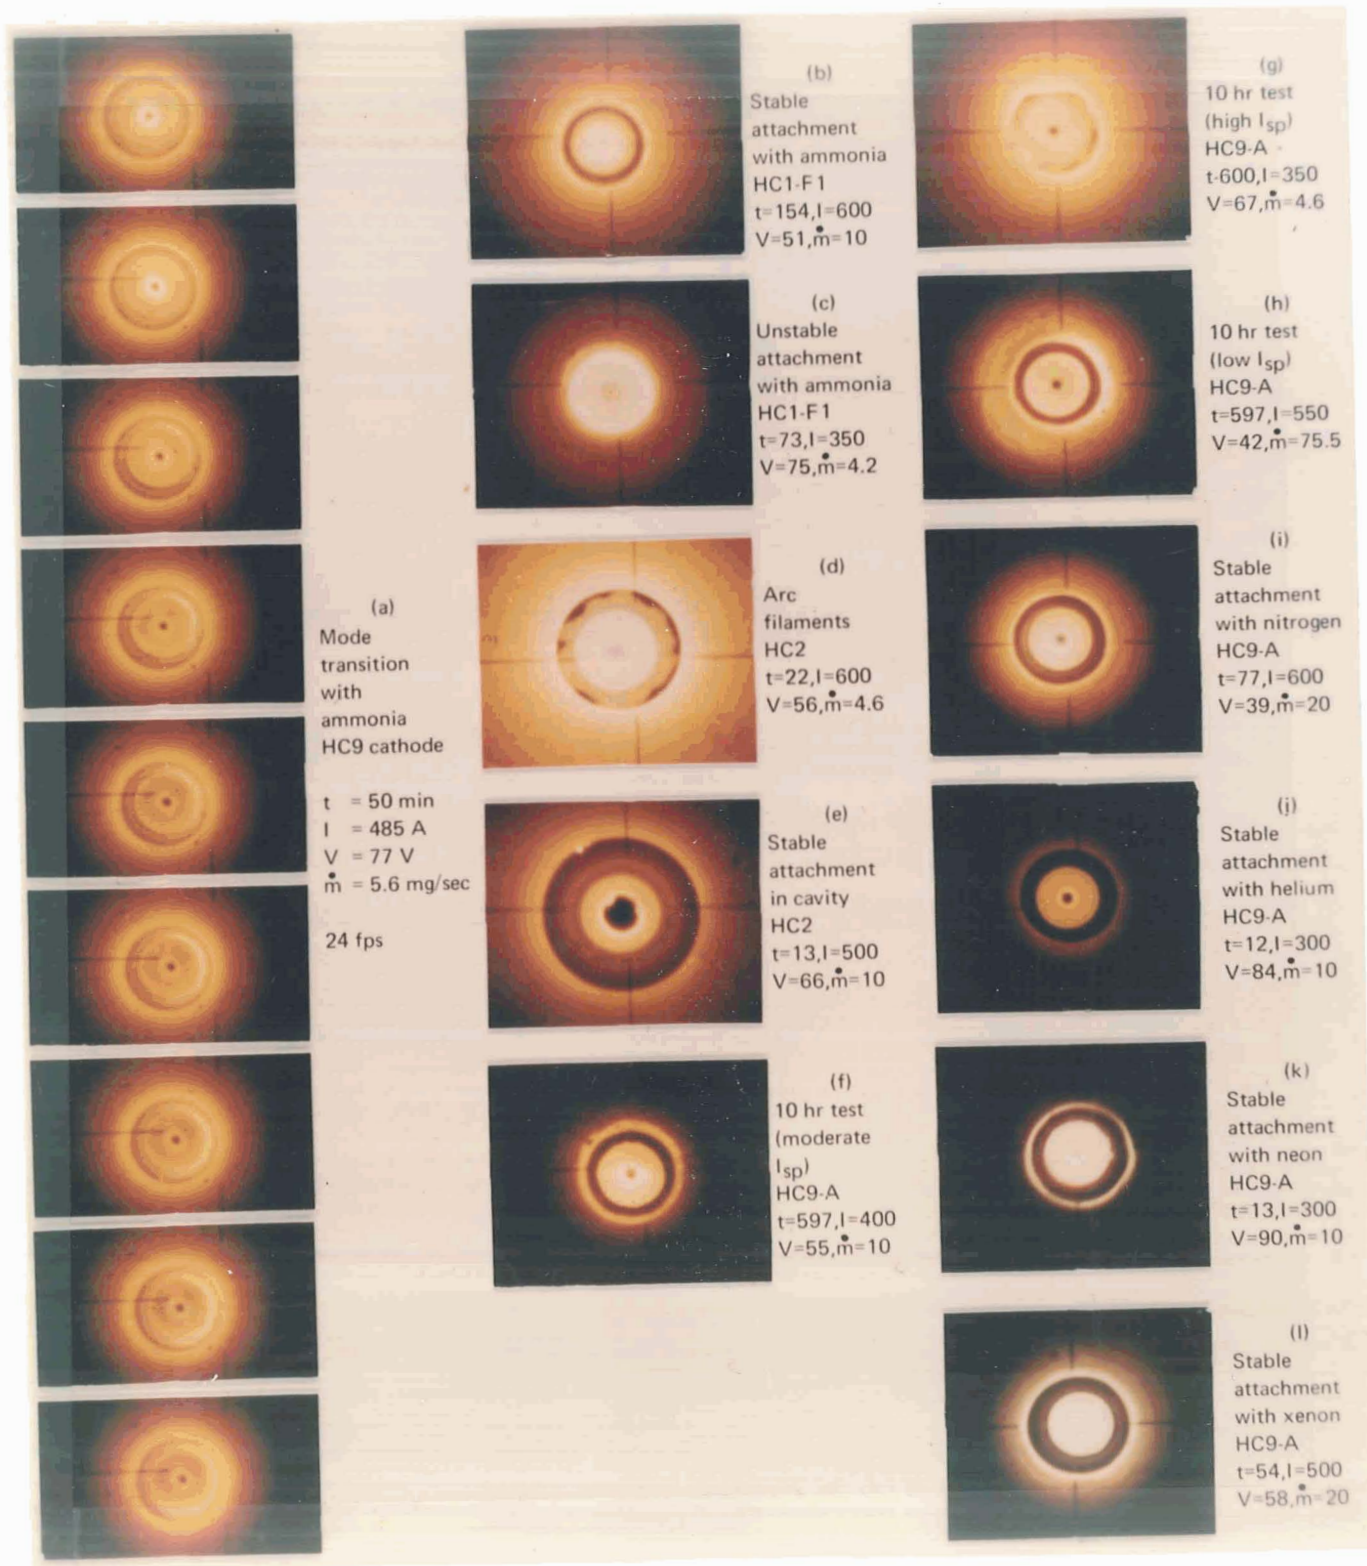 (a)
Mode
transition
with
ammonia
HC9 cathode
t = 50 min
I = 485 A
V = 77 V
ṁ = 5.6 mg/sec
24 fps
(b)
Stable
attachment
with ammonia
HC1-F1
t=154,I=600
V=51,ṁ=10
(c)
Unstable
attachment
with ammonia
HC1-F1
t=73,I=350
V=75,ṁ=4.2
(d)
Arc
filaments
HC2
t=22,I=600
V=56,ṁ=4.6
(e)
Stable
attachment
in cavity
HC2
t=13,I=500
V=66,ṁ=10
(f)
10 hr test
(moderate
Isp)
HC9-A
t=597,I=400
V=55,ṁ=10
(g)
10 hr test
(high Isp)
HC9-A
t-600,I=350
V=67,ṁ=4.6
(h)
10 hr test
(low Isp)
HC9-A
t=597,I=550
V=42,ṁ=75.5
(i)
Stable
attachment
with nitrogen
HC9-A
t=77,I=600
V=39,ṁ=20
(j)
Stable
attachment
with helium
HC9-A
t=12,I=300
V=84,ṁ=10
(k)
Stable
attachment
with neon
HC9-A
t=13,I=300
V=90,ṁ=10
(l)
Stable
attachment
with xenon
HC9-A
t=54,I=500
V=58,ṁ=20